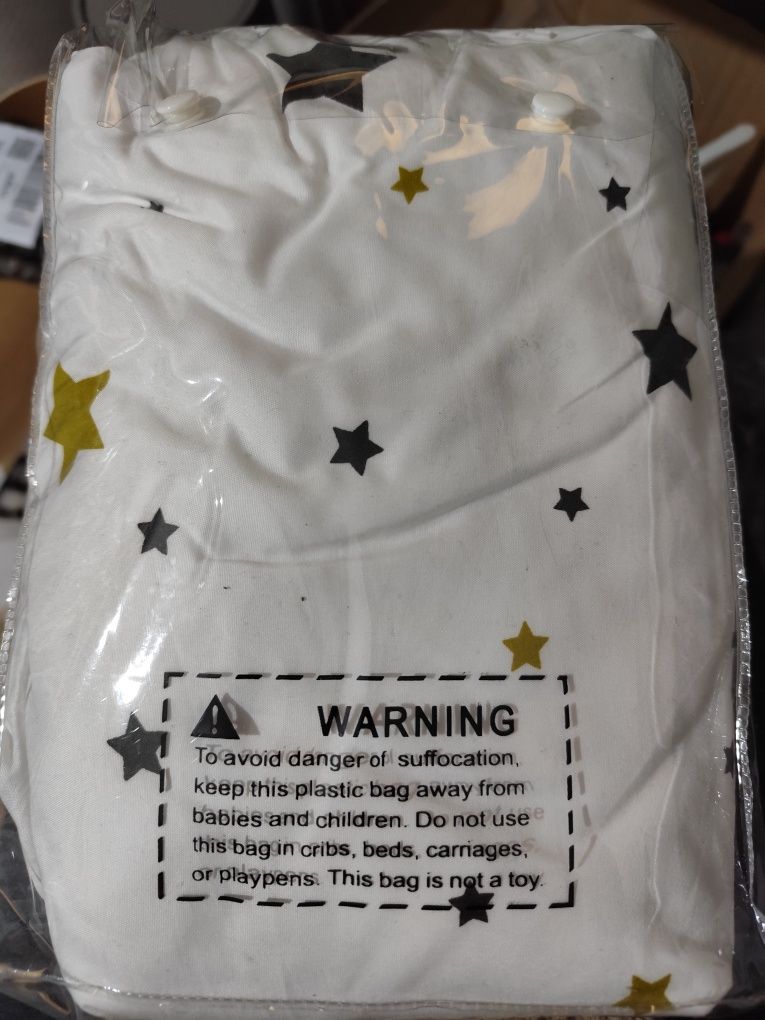 WARNING
To avoid danger of suffocation,
keep this plastic bag away from
babies and children. Do not use
this bag in cribs, beds, carriages,
or playpens. This bag is not a toy.